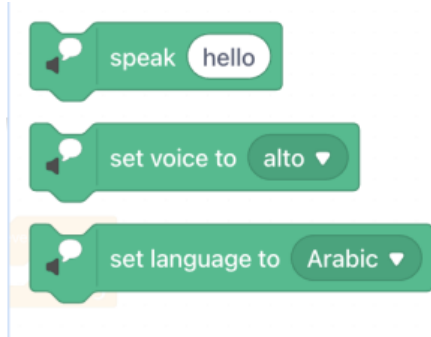 speak hello
set voice to alto
set language to Arabic